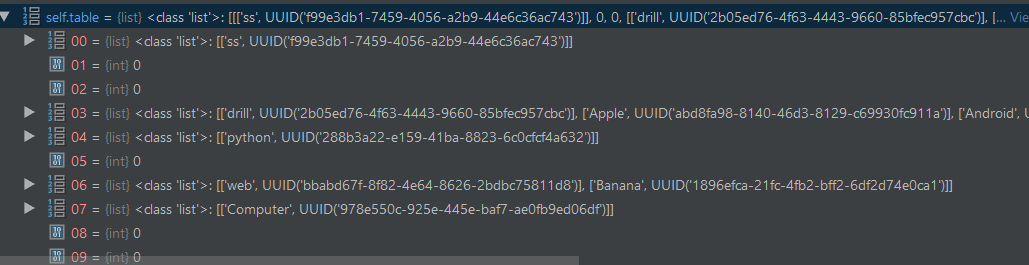 self.table = {list} <class 'list'>: [[['ss', UUID('f99e3db1-7459-4056-a2b9-44e6c36ac743')]], 0, 0, [['drill', UUID('2b05ed76-4f63-4443-9660-85bfec957cbc')], [... Vie
00 = {list} <class 'list'>: [['ss', UUID('f99e3db1-7459-4056-a2b9-44e6c36ac743')]]
01 = {int} 0
02 = {int} 0
03 = {list} <class 'list'>: [['drill', UUID('2b05ed76-4f63-4443-9660-85bfec957cbc')], ['Apple', UUID('abd8fa98-8140-46d3-8129-c69930fc911a')], ['Android', U
04 = {list} <class 'list'>: [['python', UUID('288b3a22-e159-41ba-8823-6c0cfcf4a632')]]
05 = {int} 0
06 = {list} <class 'list'>: [['web', UUID('bbabd67f-8f82-4e64-8626-2bdbc75811d8')], ['Banana', UUID('1896efca-21fc-4fb2-bff2-6df2d74e0ca1')]]
07 = {list} <class 'list'>: [['Computer', UUID('978e550c-925e-445e-baf7-ae0fb9ed06df')]]
08 = {int} 0
09 = {int} 0